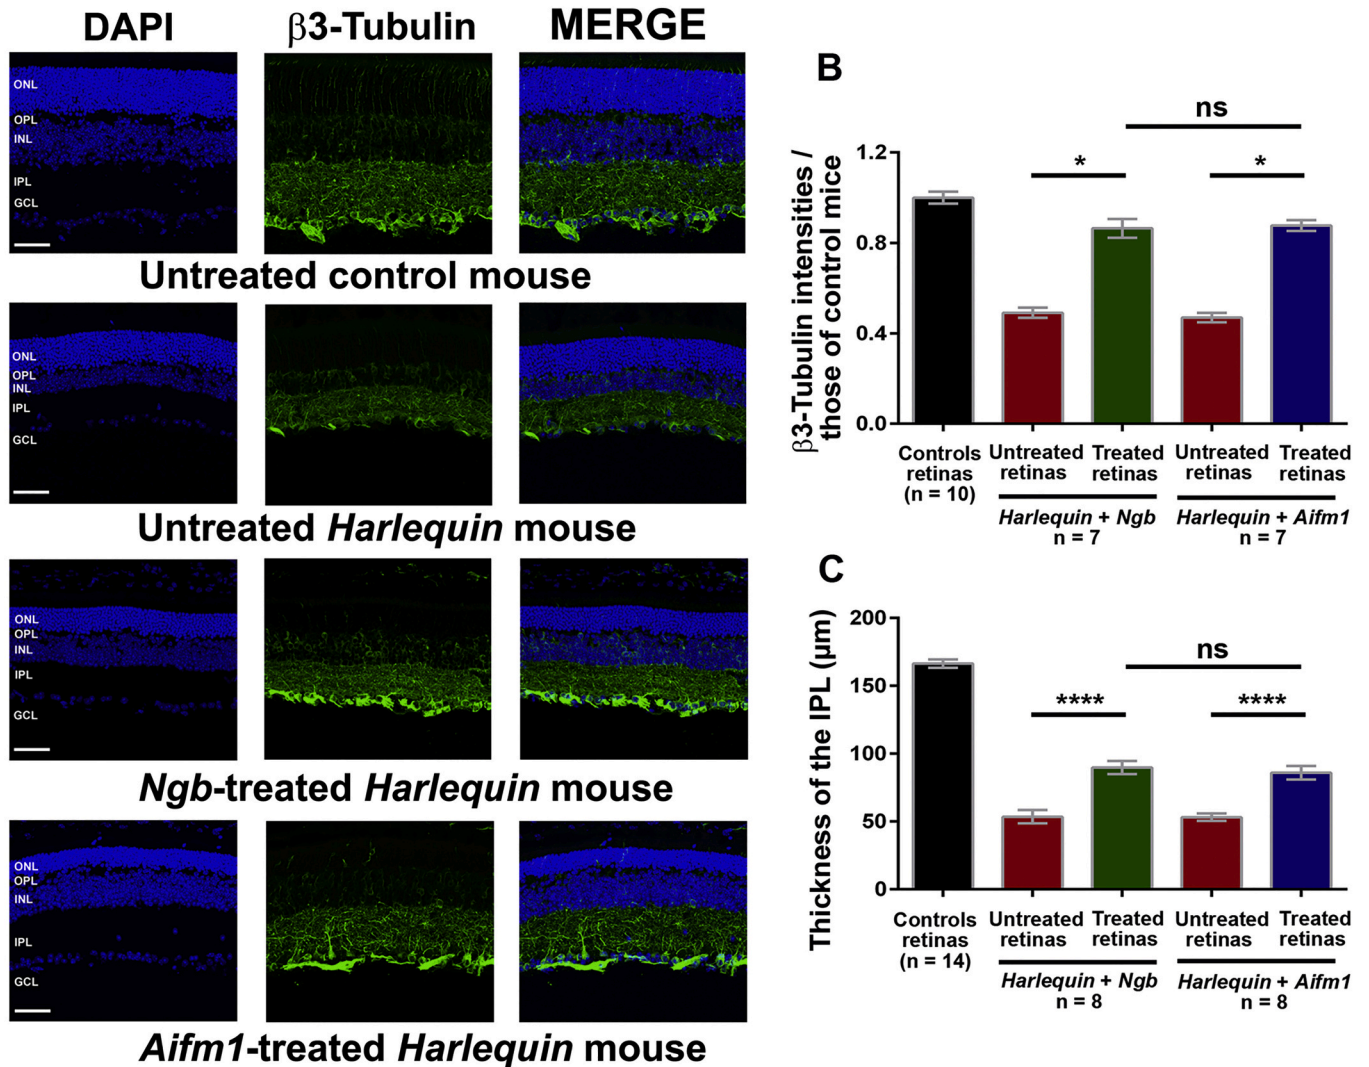 DAPI β3-Tubulin MERGE
ONL
OPL
INL
IPL
GCL
Untreated control mouse
ONL
OPL
INL
IPL
GCL
Untreated Harlequin mouse
ONL
OPL
INL
IPL
GCL
Ngb-treated Harlequin mouse
ONL
OPL
INL
IPL
GCL
Aifm1-treated Harlequin mouse
B
β3-Tubulin intensities /
those of control mice
1.2
0.8
0.4
0.0
ns
* *
Controls
retinas
(n = 10)
Untreated
retinas
Treated
retinas
Untreated
retinas
Treated
retinas
Harlequin + Ngb
n = 7
Harlequin + Aifm1
n = 7
C
Thickness of the IPL (µm)
200
150
100
50
0
ns
**** ****
Controls
retinas
(n = 14)
Untreated
retinas
Treated
retinas
Untreated
retinas
Treated
retinas
Harlequin + Ngb
n = 8
Harlequin + Aifm1
n = 8